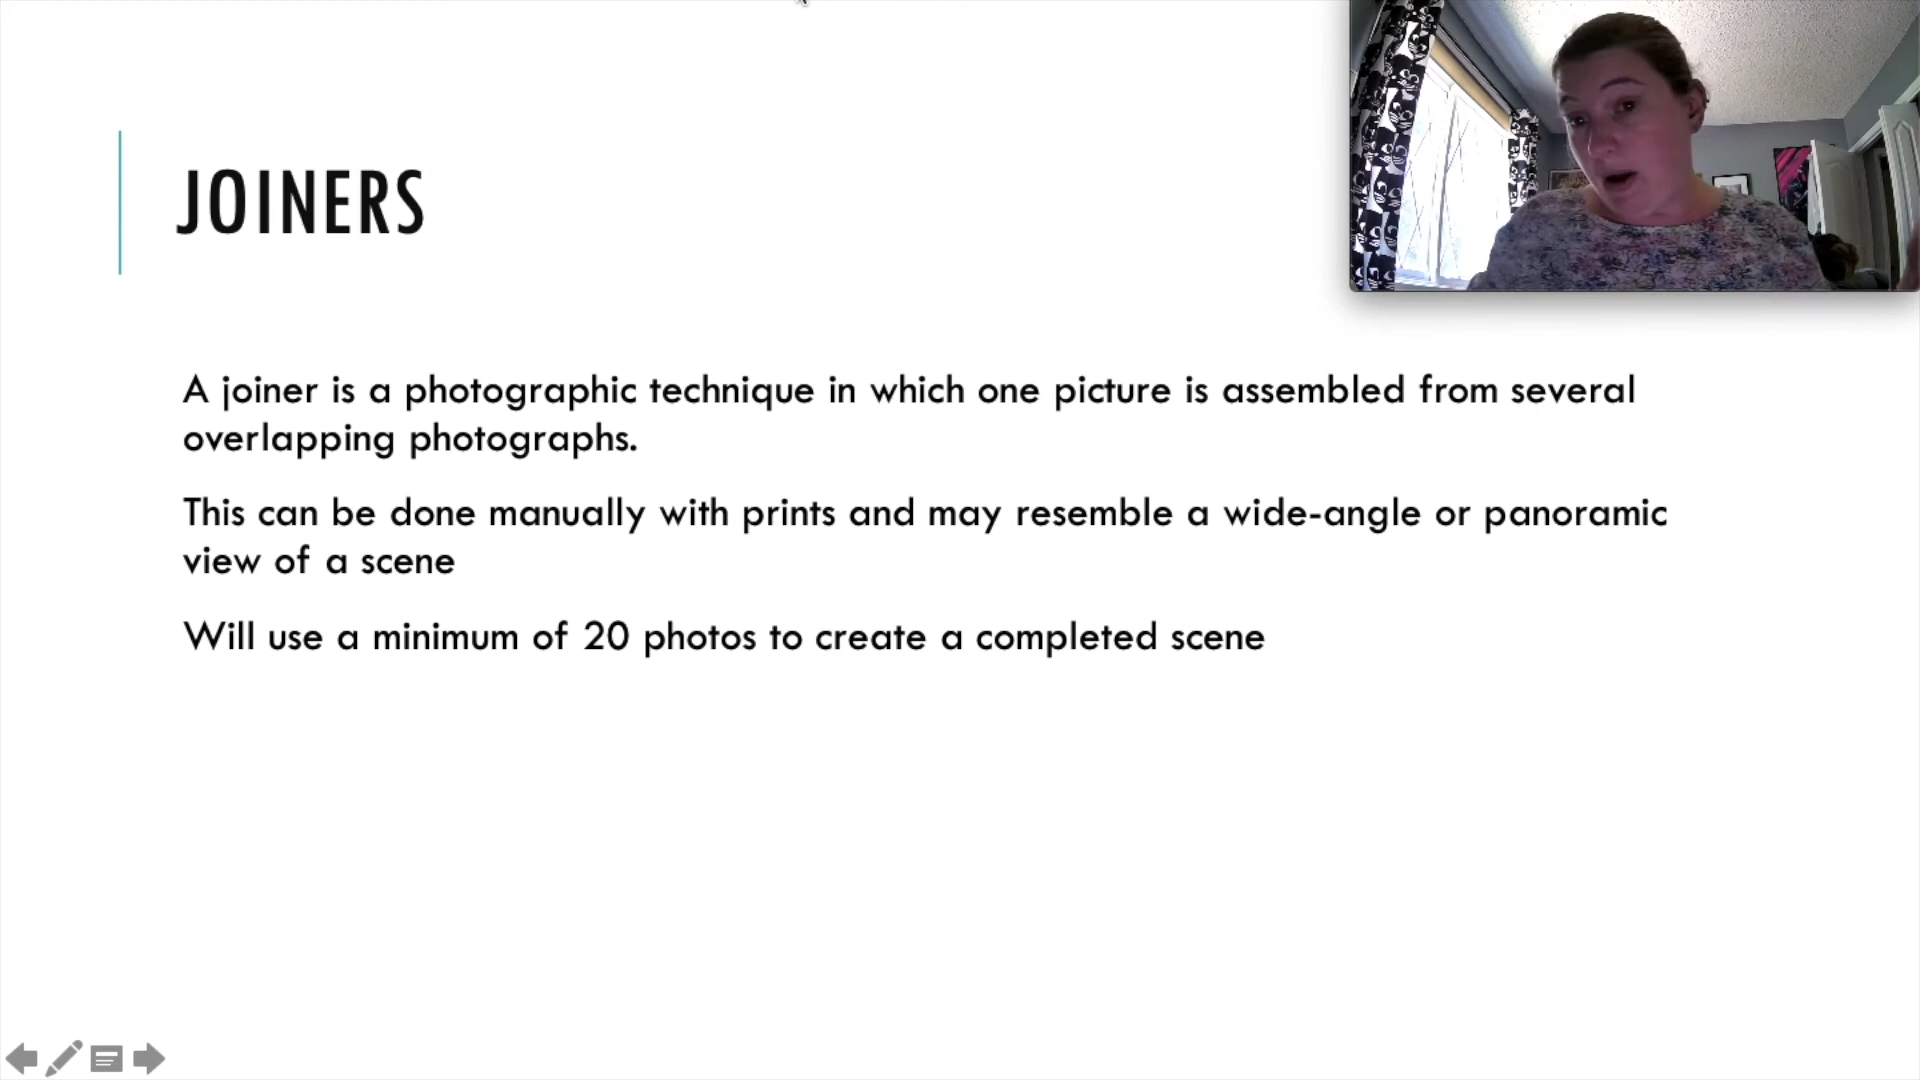 JOINERS
A joiner is a photographic technique in which one picture is assembled from several
overlapping photographs.
This can be done manually with prints and may resemble a wide-angle or panoramic
view of a scene
Will use a minimum of 20 photos to create a completed scene